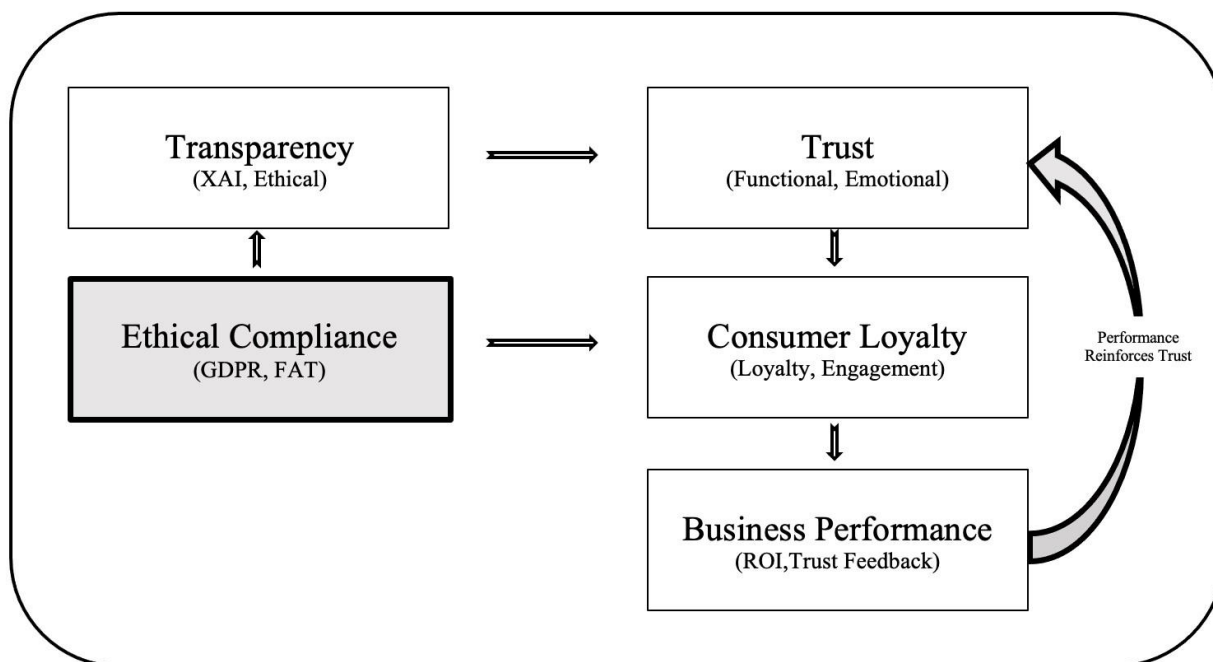 Transparency
(XAI, Ethical)
Trust
(Functional, Emotional)
Ethical Compliance
(GDPR, FAT)
Consumer Loyalty
(Loyalty, Engagement)
Performance
Reinforces Trust
Business Performance
(ROI,Trust Feedback)